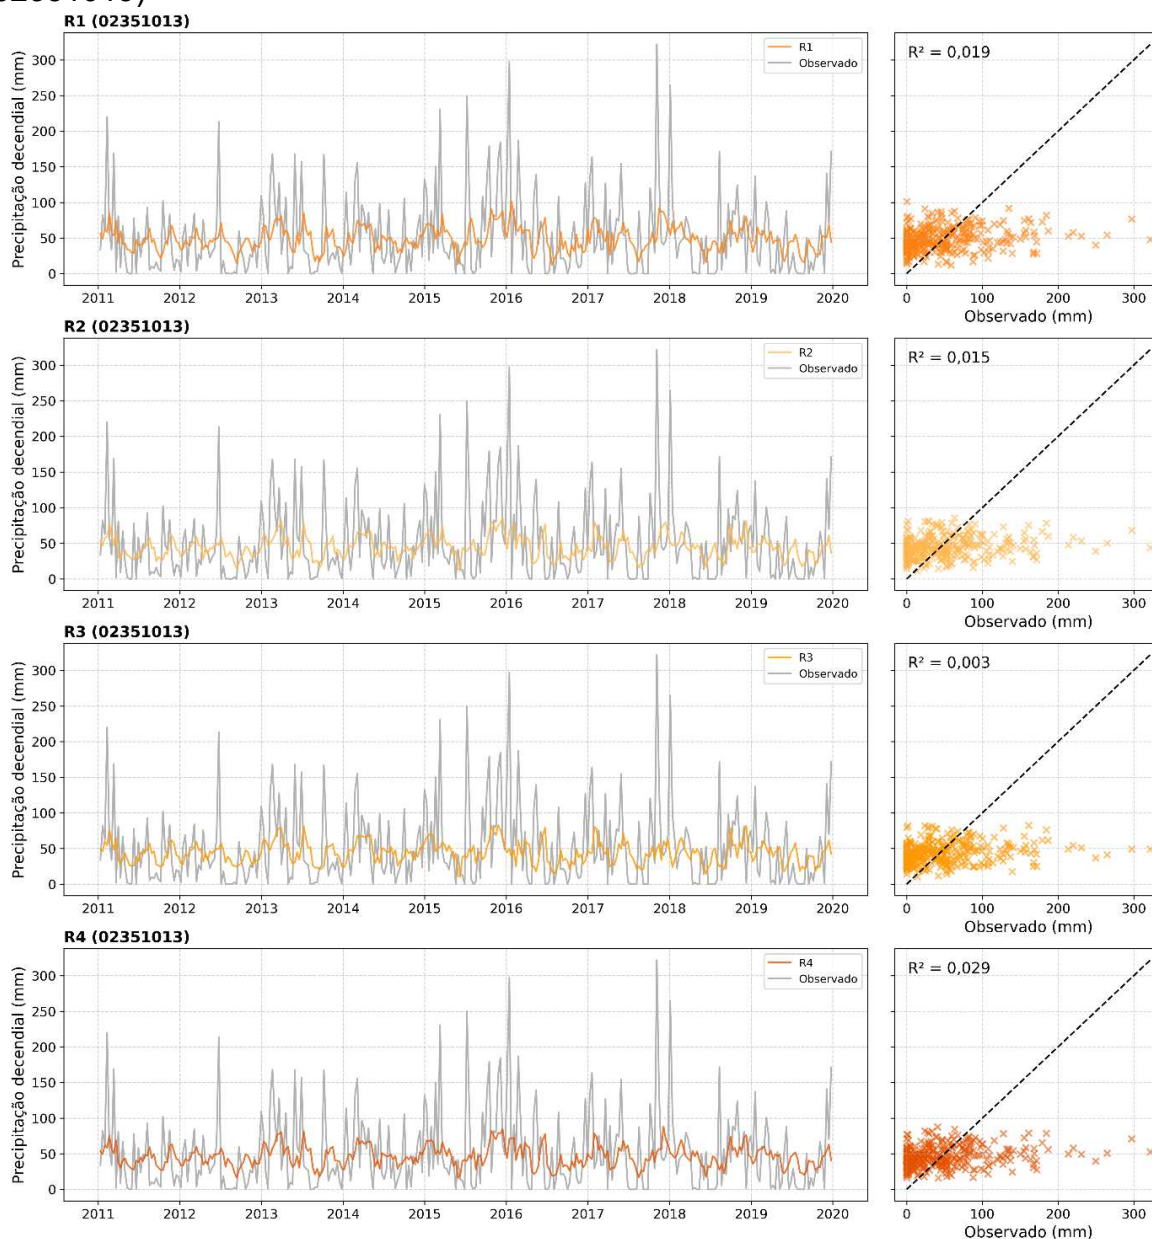 R1 (02351013)
R1
Observado
R² = 0,019
Precipitação decendial (mm)
300
250
200
150
100
50
0
2011 2012 2013 2014 2015 2016 2017 2018 2019 2020
0 100 200 300
Observado (mm)
R2 (02351013)
R2
Observado
R² = 0,015
Precipitação decendial (mm)
300
250
200
150
100
50
0
2011 2012 2013 2014 2015 2016 2017 2018 2019 2020
0 100 200 300
Observado (mm)
R3 (02351013)
R3
Observado
R² = 0,003
Precipitação decendial (mm)
300
250
200
150
100
50
0
2011 2012 2013 2014 2015 2016 2017 2018 2019 2020
0 100 200 300
Observado (mm)
R4 (02351013)
R4
Observado
R² = 0,029
Precipitação decendial (mm)
300
250
200
150
100
50
0
2011 2012 2013 2014 2015 2016 2017 2018 2019 2020
0 100 200 300
Observado (mm)